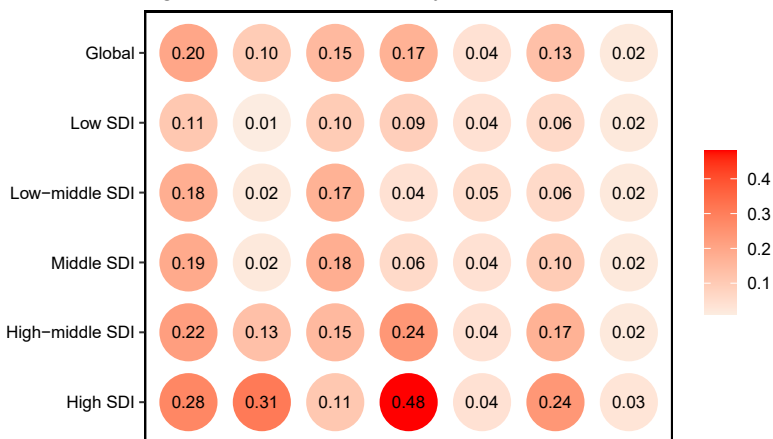 Global 0.20 0.10 0.15 0.17 0.04 0.13 0.02
Low SDI 0.11 0.01 0.10 0.09 0.04 0.06 0.02
Low−middle SDI 0.18 0.02 0.17 0.04 0.05 0.06 0.02
Middle SDI 0.19 0.02 0.18 0.06 0.04 0.10 0.02
High−middle SDI 0.22 0.13 0.15 0.24 0.04 0.17 0.02
High SDI 0.28 0.31 0.11 0.48 0.04 0.24 0.03
0.4
0.3
0.2
0.1